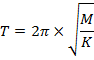 T = 2π × √(M/K)